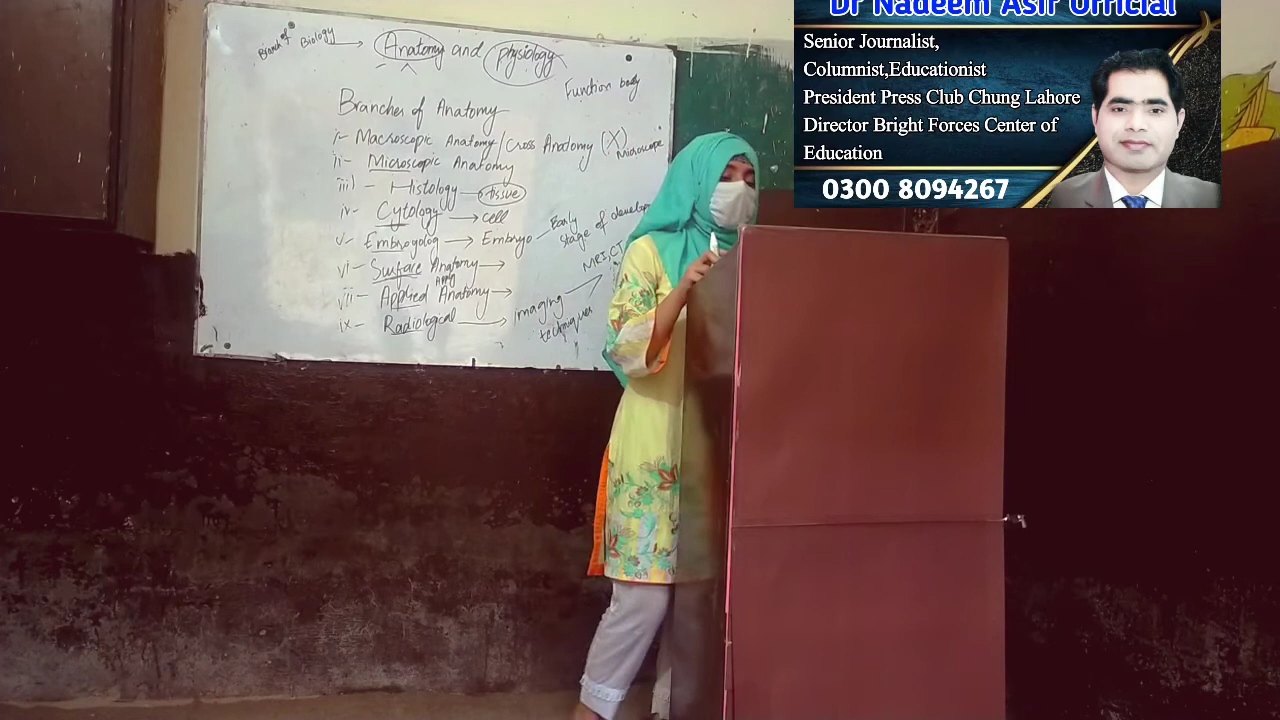 Branch of Biology → Anatomy and physiology
Function body
Branches of Anatomy
i- Macroscopic Anatomy/Cross Anatomy (X)
Microscope
ii- Microscopic Anatomy
iii) - Histology → tissue
iv- Cytology → cell
v- Embroyolog → Embryo
Early
stage of develop
vi- Surface Anatomy →
MRI, CT
vii- Applied Anatomy →
ix- Radiological → imaging
techniques
Dr Nadeem Asif Official
Senior Journalist,
Columnist,Educationist
President Press Club Chung Lahore
Director Bright Forces Center of
Education
0300 8094267